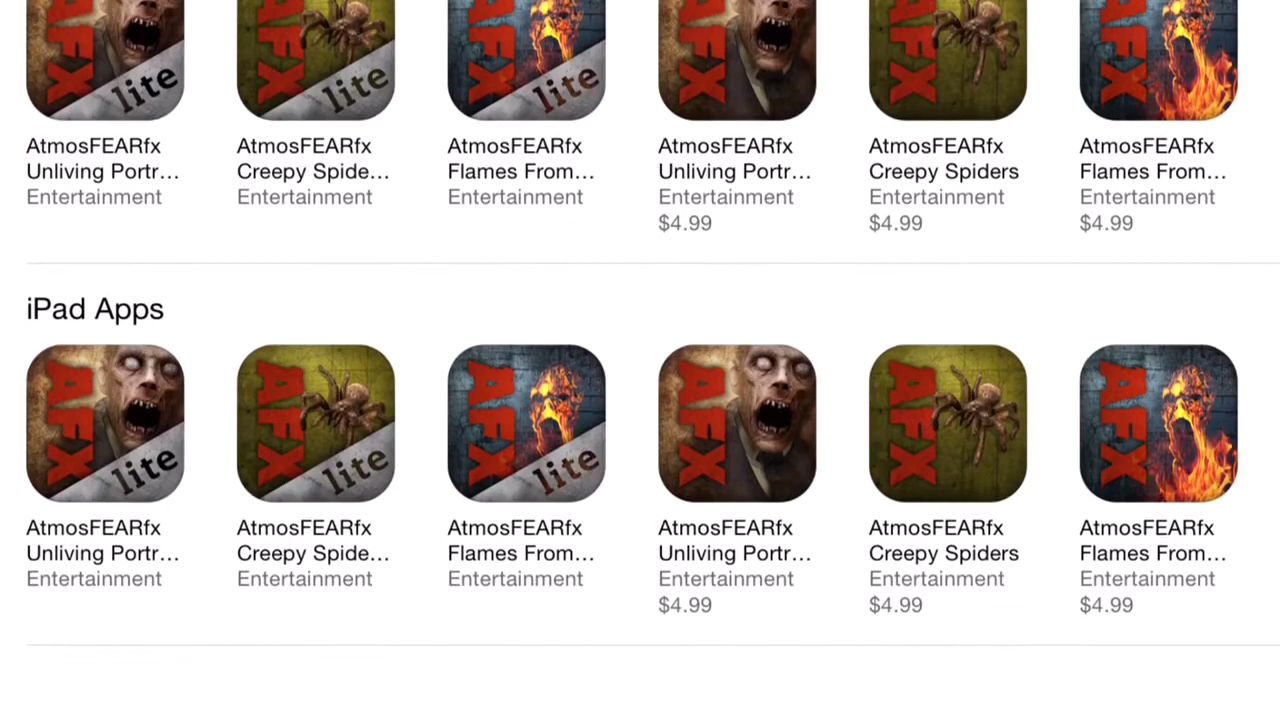 AFX
lite
AFX
lite
AFX
lite
AFX
AFX
AFX
AtmosFEARfx
Unliving Portr...
Entertainment
AtmosFEARfx
Creepy Spide...
Entertainment
AtmosFEARfx
Flames From...
Entertainment
AtmosFEARfx
Unliving Portr...
Entertainment
$4.99
AtmosFEARfx
Creepy Spiders
Entertainment
$4.99
AtmosFEARfx
Flames From...
Entertainment
$4.99
iPad Apps
AFX
lite
AFX
lite
AFX
lite
AFX
AFX
AFX
AtmosFEARfx
Unliving Portr...
Entertainment
AtmosFEARfx
Creepy Spide...
Entertainment
AtmosFEARfx
Flames From...
Entertainment
AtmosFEARfx
Unliving Portr...
Entertainment
$4.99
AtmosFEARfx
Creepy Spiders
Entertainment
$4.99
AtmosFEARfx
Flames From...
Entertainment
$4.99